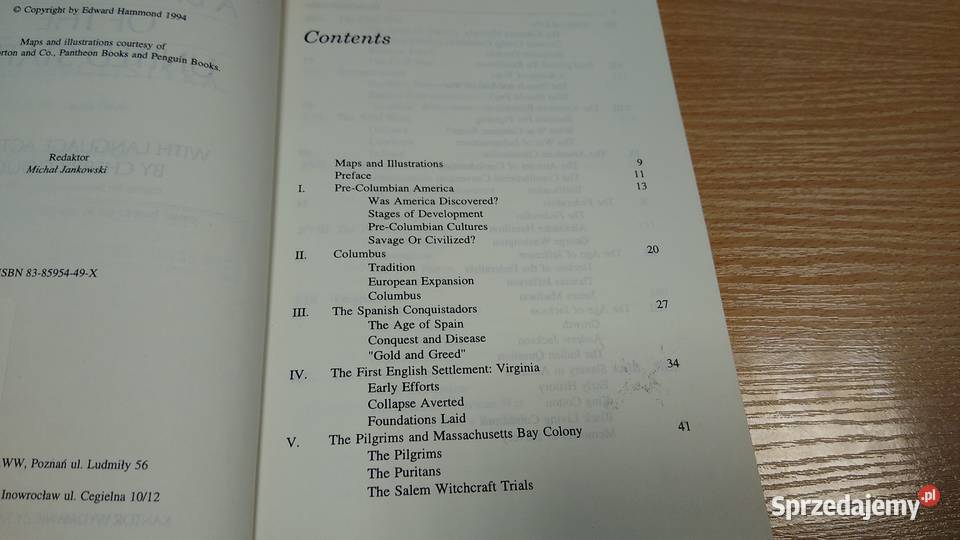 © Copyright by Edward Hammond 1994
Maps and illustrations courtesy of
rton and Co., Pantheon Books and Penguin Books.
Redaktor
Michał Jankowski
ISBN 83-85954-49-X
WW, Poznań ul. Ludmiły 56
Inowrocław ul. Cegielna 10/12
Contents
Maps and Illustrations 9
Preface 11
I. Pre-Columbian America 13
Was America Discovered?
Stages of Development
Pre-Columbian Cultures
Savage Or Civilized?
II. Columbus 20
Tradition
European Expansion
Columbus
III. The Spanish Conquistadors 27
The Age of Spain
Conquest and Disease
"Gold and Greed"
IV. The First English Settlement: Virginia 34
Early Efforts
Collapse Averted
Foundations Laid
V. The Pilgrims and Massachusetts Bay Colony 41
The Pilgrims
The Puritans
The Salem Witchcraft Trials
Sprzedajemy.pl